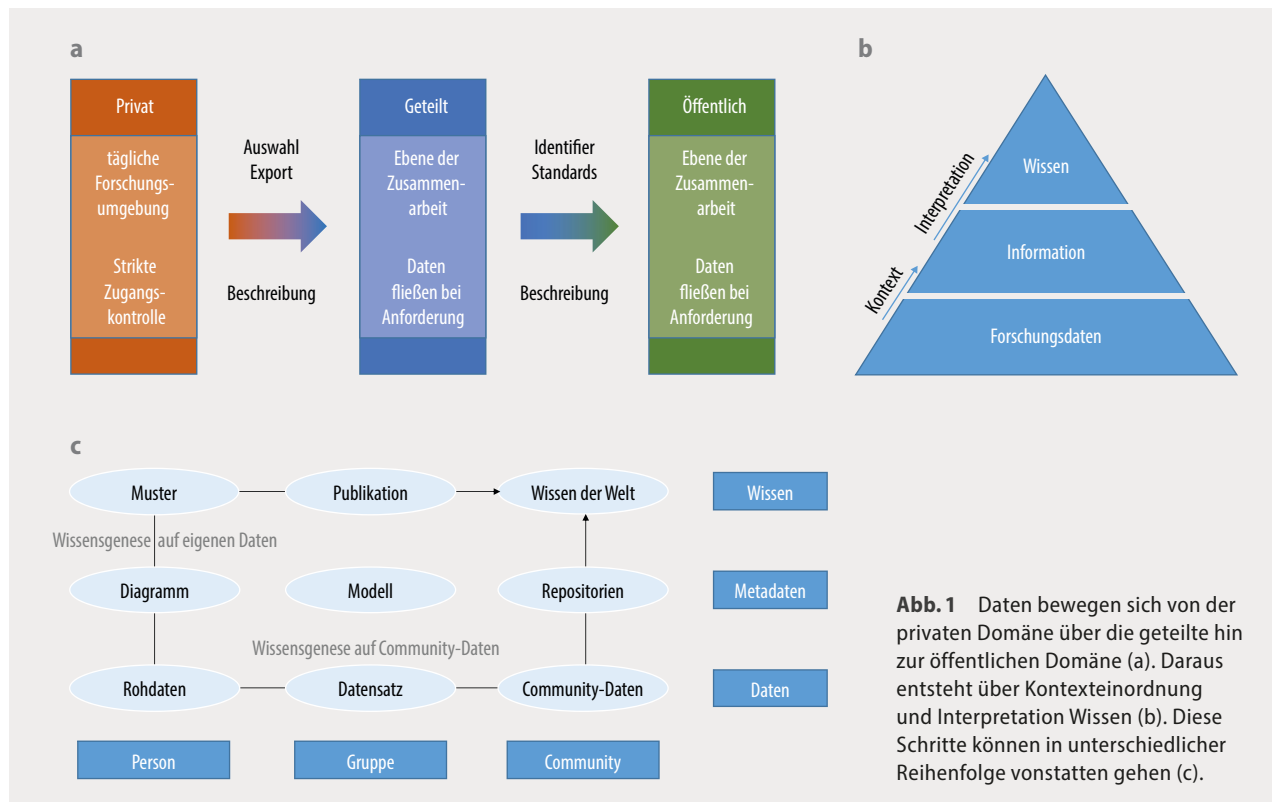 a
Privat
tägliche
Forschungs-
umgebung
Strikte
Zugangs-
kontrolle
Auswahl
Export
Beschreibung
Geteilt
Ebene der
Zusammen-
arbeit
Daten
fließen bei
Anforderung
Identifier
Standards
Beschreibung
Öffentlich
Ebene der
Zusammen-
arbeit
Daten
fließen bei
Anforderung
b
Wissen
Interpretation
Information
Kontext
Forschungsdaten
c
Muster
Publikation
Wissen der Welt
Wissen
Wissensgenese auf eigenen Daten
Diagramm
Modell
Repositorien
Metadaten
Wissensgenese auf Community-Daten
Rohdaten
Datensatz
Community-Daten
Daten
Person
Gruppe
Community
Abb. 1 Daten bewegen sich von der
privaten Domäne über die geteilte hin
zur öffentlichen Domäne (a). Daraus
entsteht über Kontexteinordnung
und Interpretation Wissen (b). Diese
Schritte können in unterschiedlicher
Reihenfolge vonstatten gehen (c).